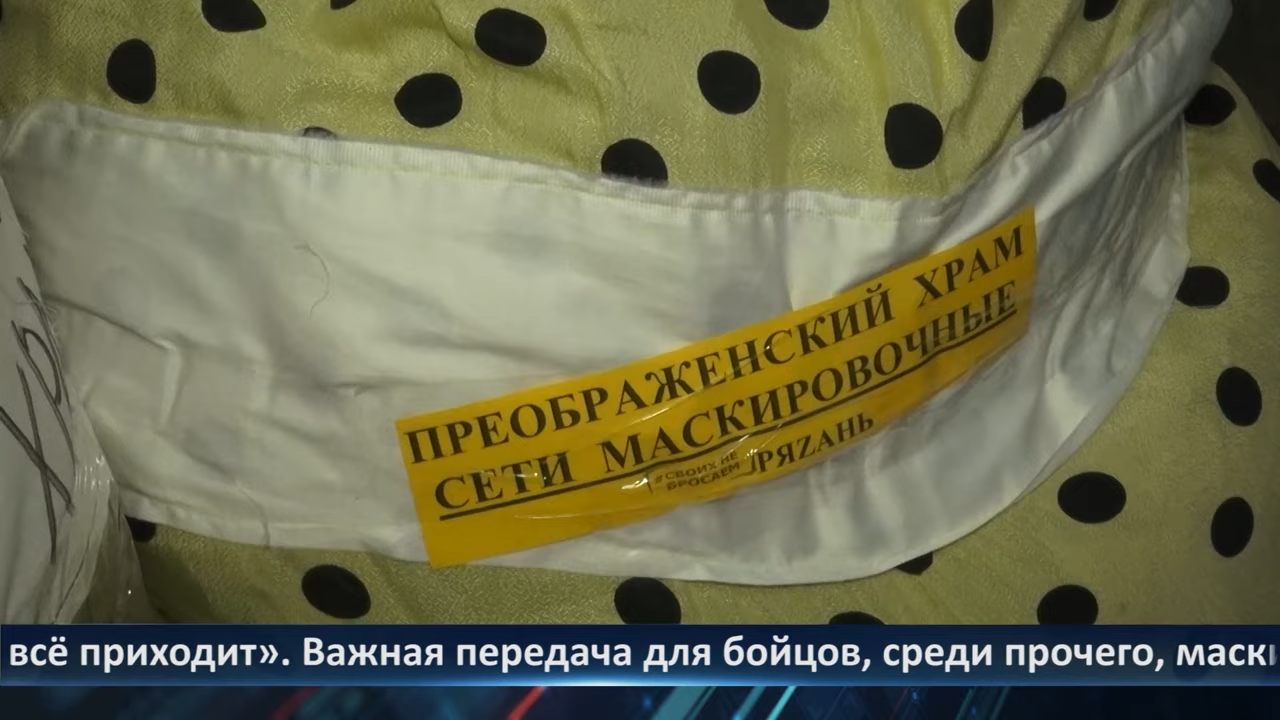 ПРЕОБРАЖЕНСКИЙ ХРАМ
СЕТИ МАСКИРОВОЧНЫЕ
#СВОИХ НЕ
БРОСАЕМ
РЯZАНЬ
всё приходит». Важная передача для бойцов, среди прочего,